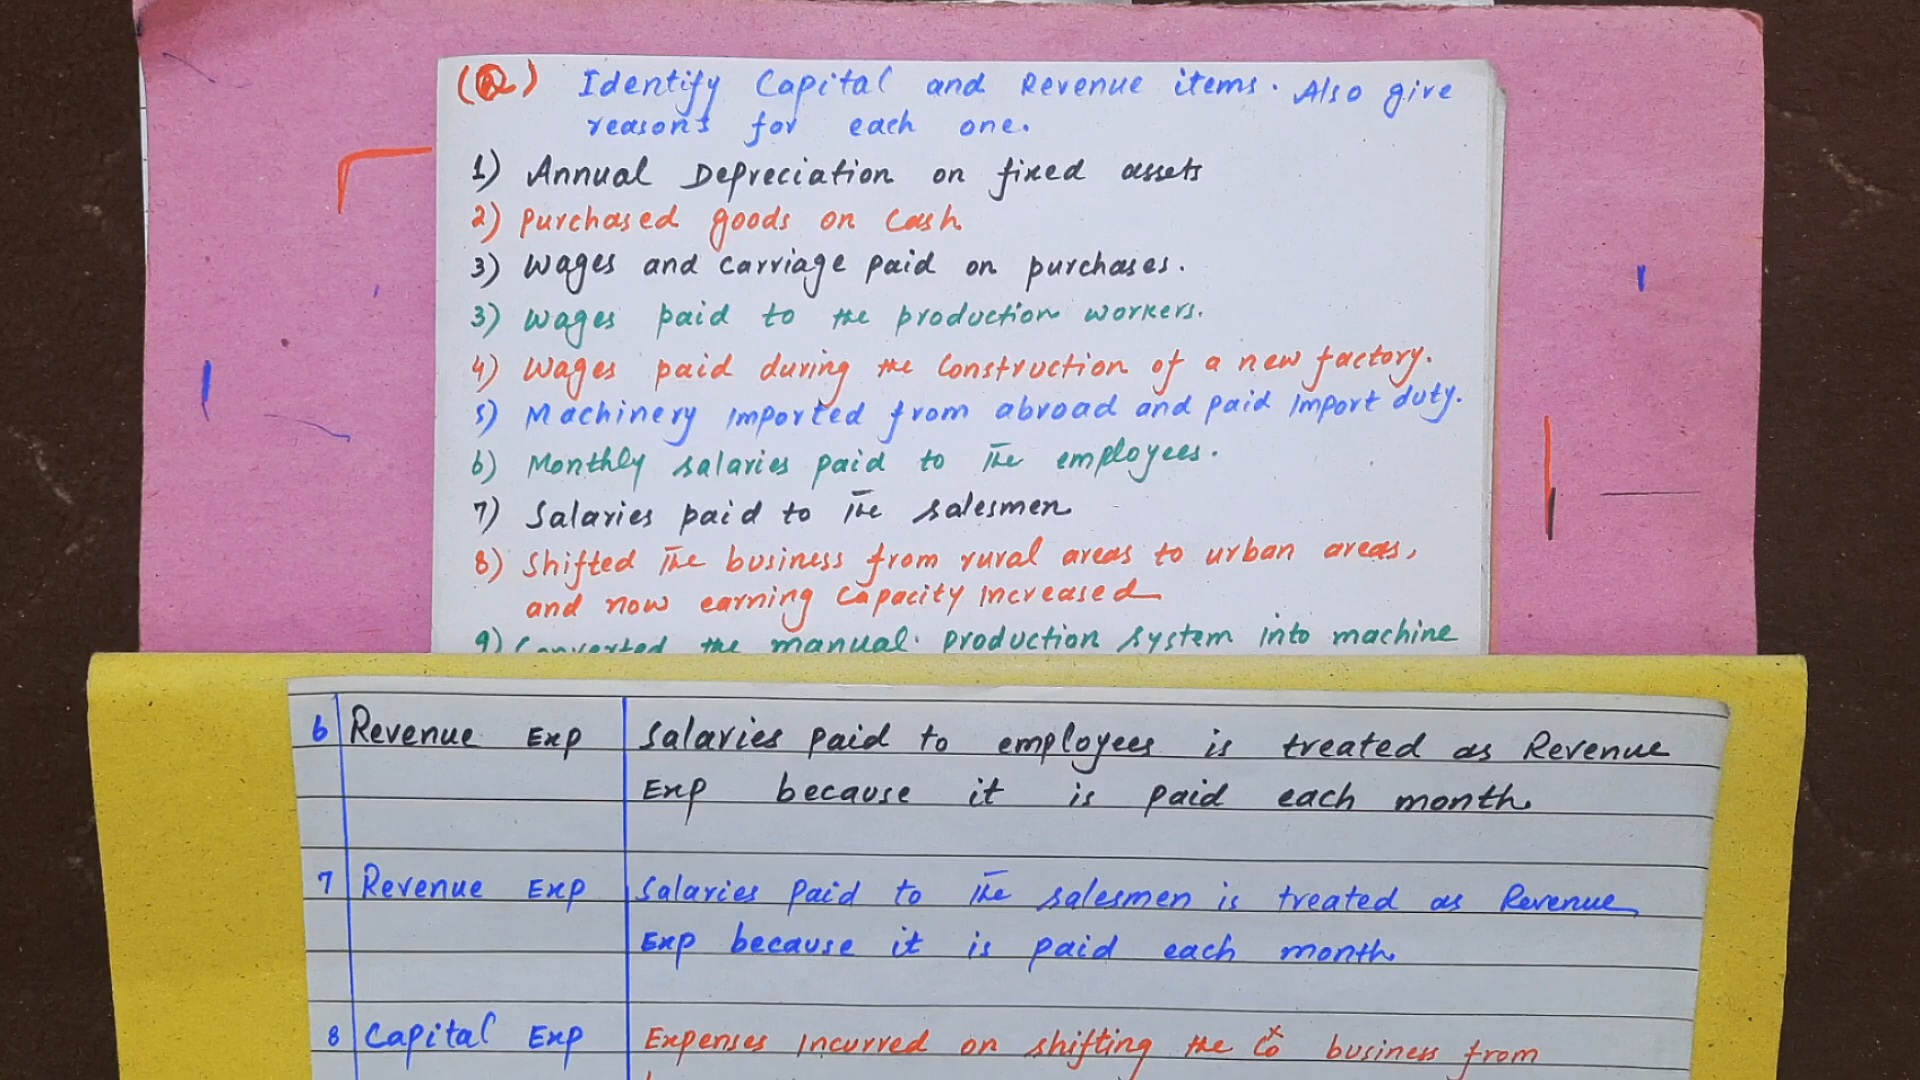 (Q) Identify Capital and Revenue items. Also give
reasons for each one.
1) Annual Depreciation on fixed assets
2) Purchased goods on cash
3) Wages and carriage paid on purchases.
3) Wages paid to the production workers.
4) Wages paid during the Construction of a new factory.
5) Machinery imported from abroad and paid import duty.
6) Monthly salaries paid to The employees.
7) Salaries paid to The salesmen
8) Shifted The business from rural areas to urban areas,
and now earning capacity increased
9) Converted the manual production system into machine
6 Revenue Exp Salaries paid to employees is treated as Revenue
Exp because it is paid each month
7 Revenue Exp Salaries Paid to The salesmen is treated as Revenue
Exp because it is paid each month
8 Capital Exp Expenses incurred on shifting the Co business from